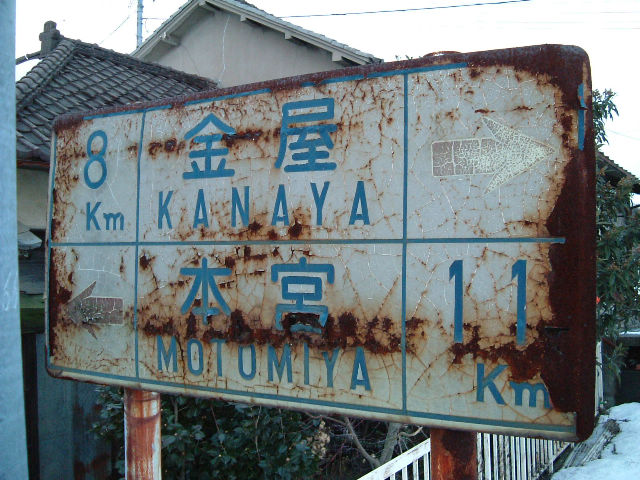 8 Km 金屋
KANAYA
本宮 11 Km
MOTOMIYA